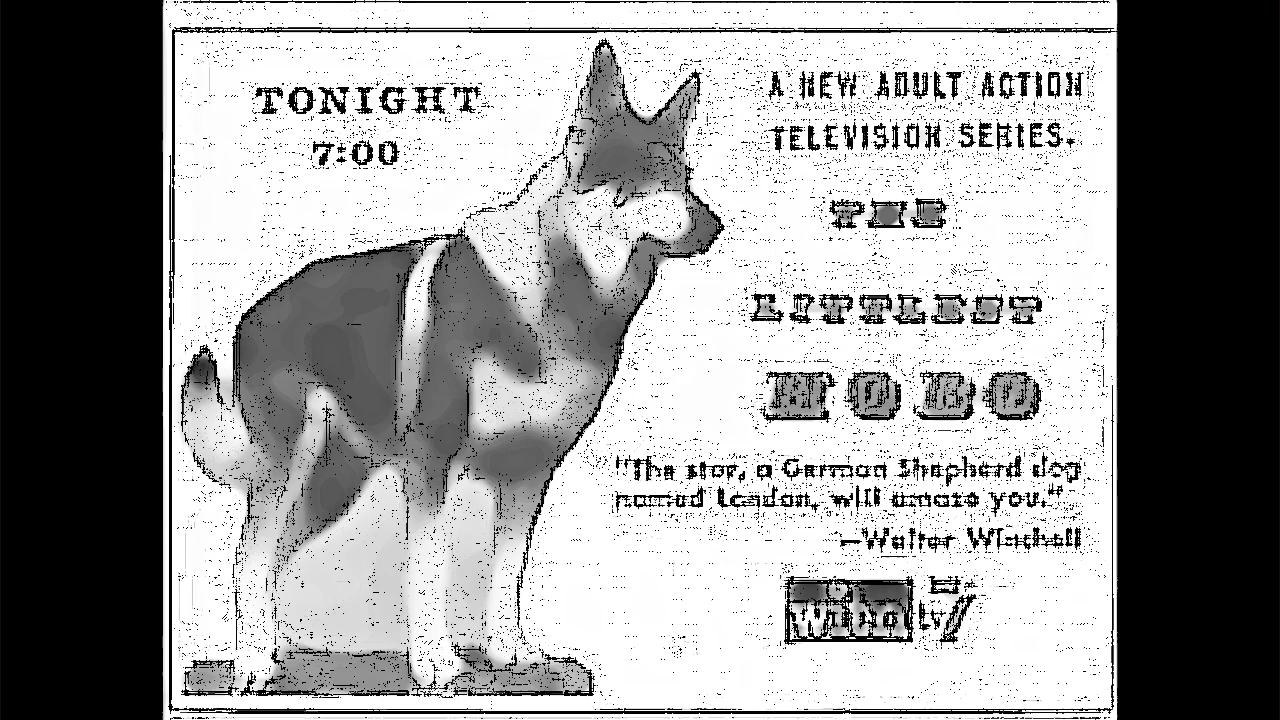 TONIGHT
7:00
A NEW ADULT ACTION
TELEVISION SERIES.
THE
LITTLEST
HOBO
"The star, a German Shepherd dog
named London, will amaze you."
—Walter Winchell